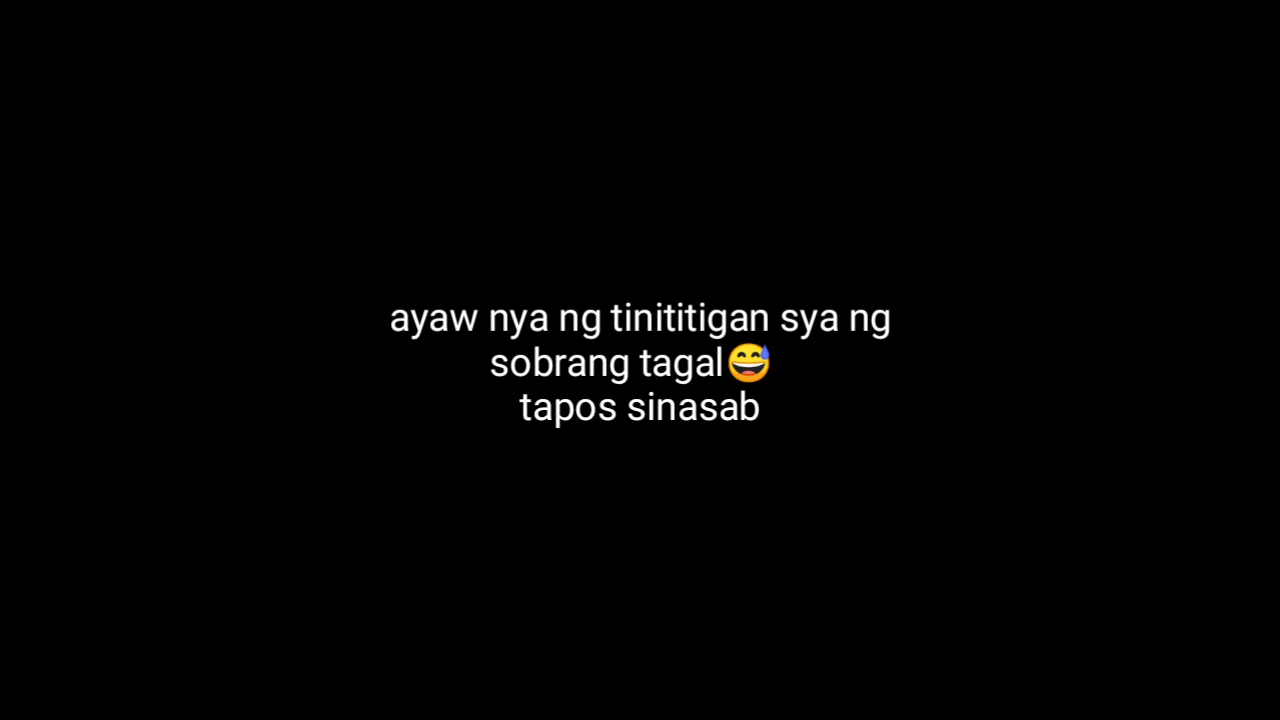 ayaw nya ng tinititigan sya ng
sobrang tagal😅
tapos sinasab